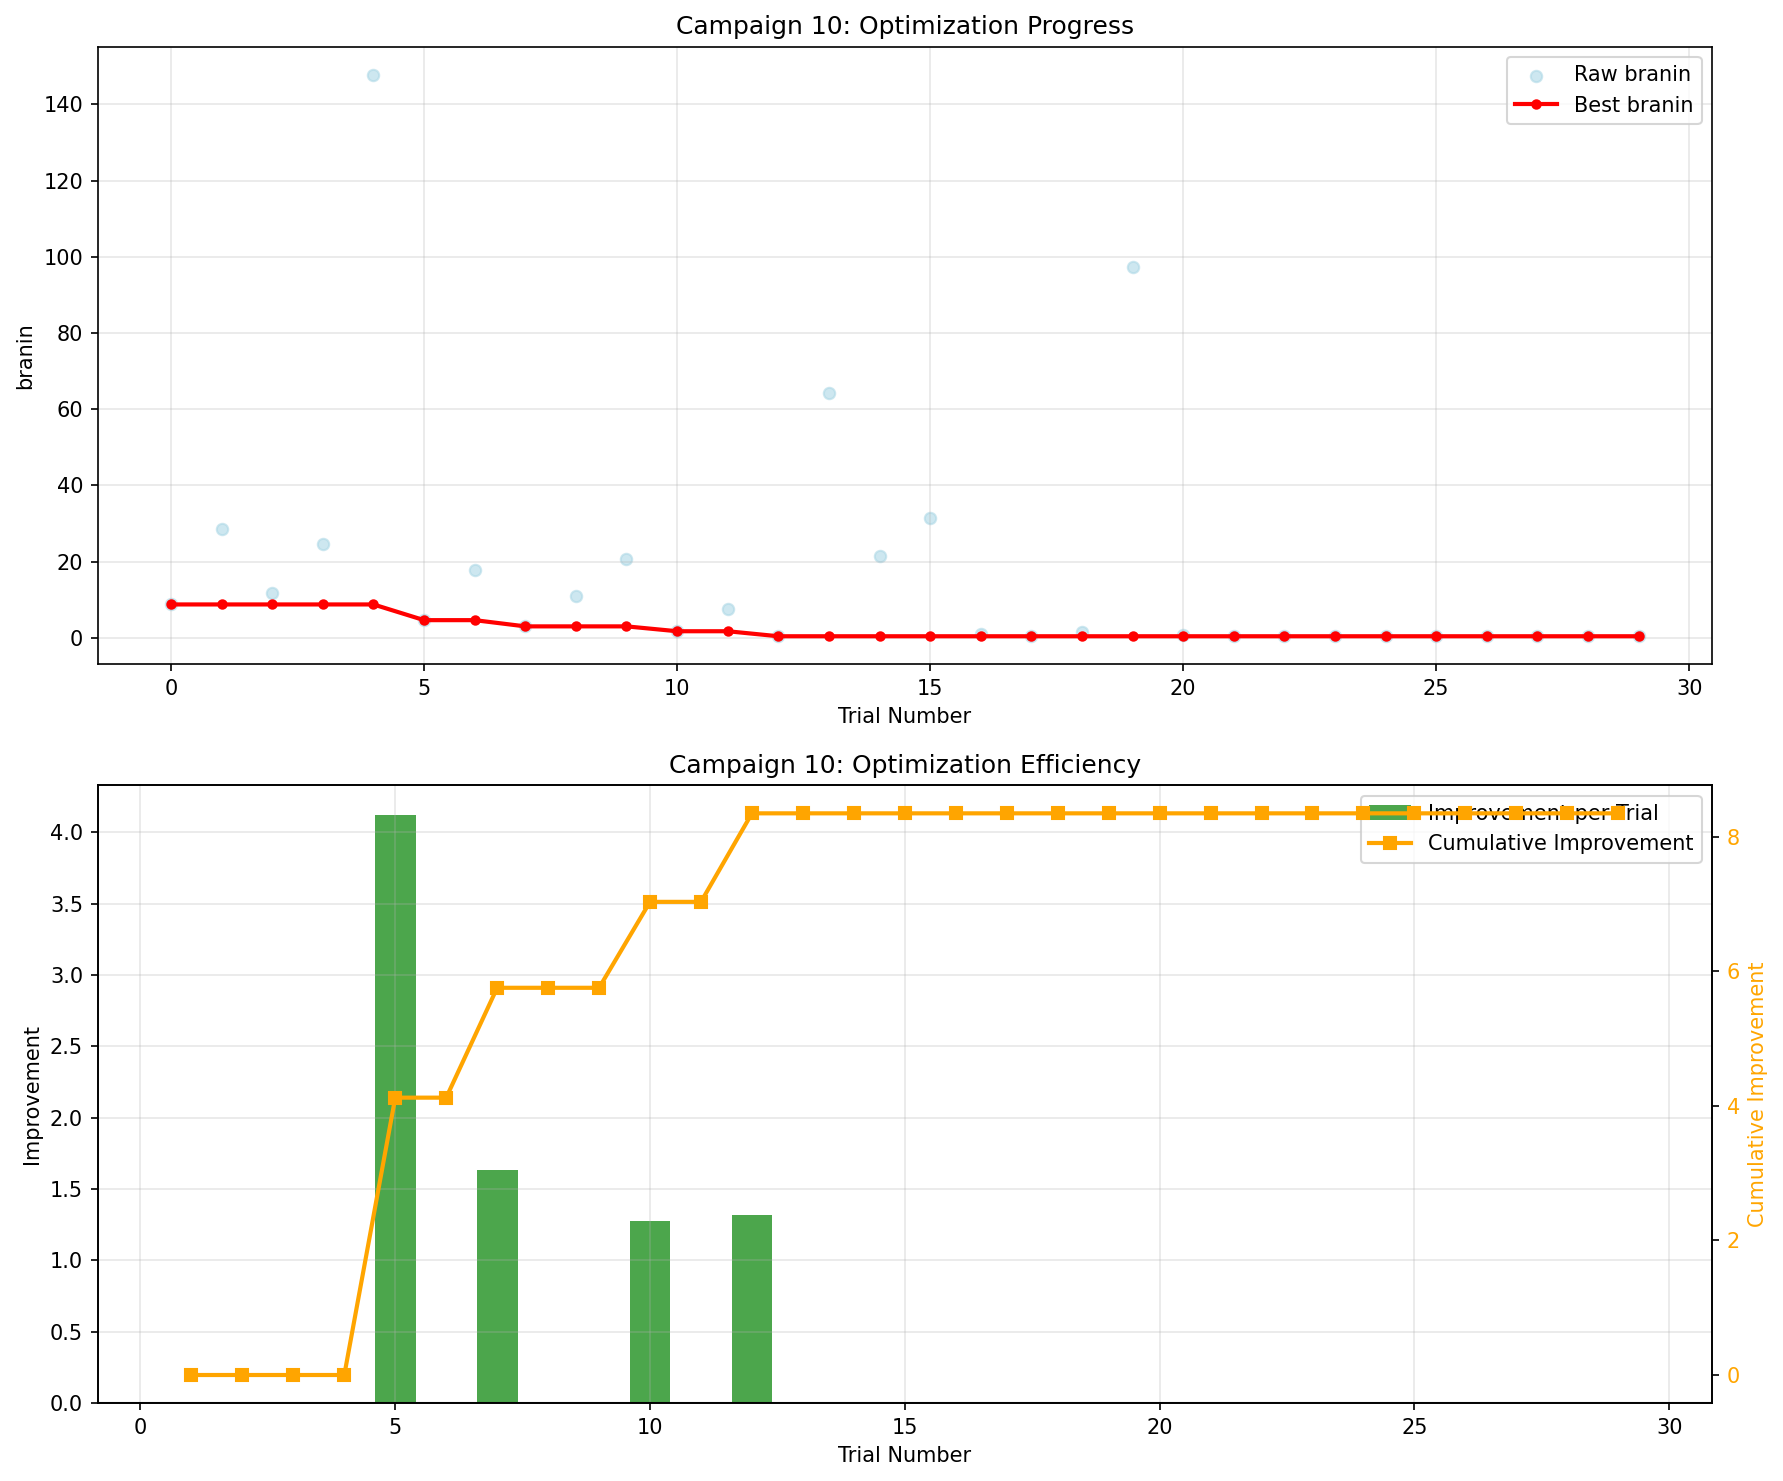 Campaign 10: Optimization Progress
Raw branin
Best branin
branin
140
120
100
80
60
40
20
0
0 5 10 15 20 25 30
Trial Number
Campaign 10: Optimization Efficiency
Improvement per Trial
Cumulative Improvement
Improvement
4.0
3.5
3.0
2.5
2.0
1.5
1.0
0.5
0.0
8
6
4
2
0
Cumulative Improvement
0 5 10 15 20 25 30
Trial Number